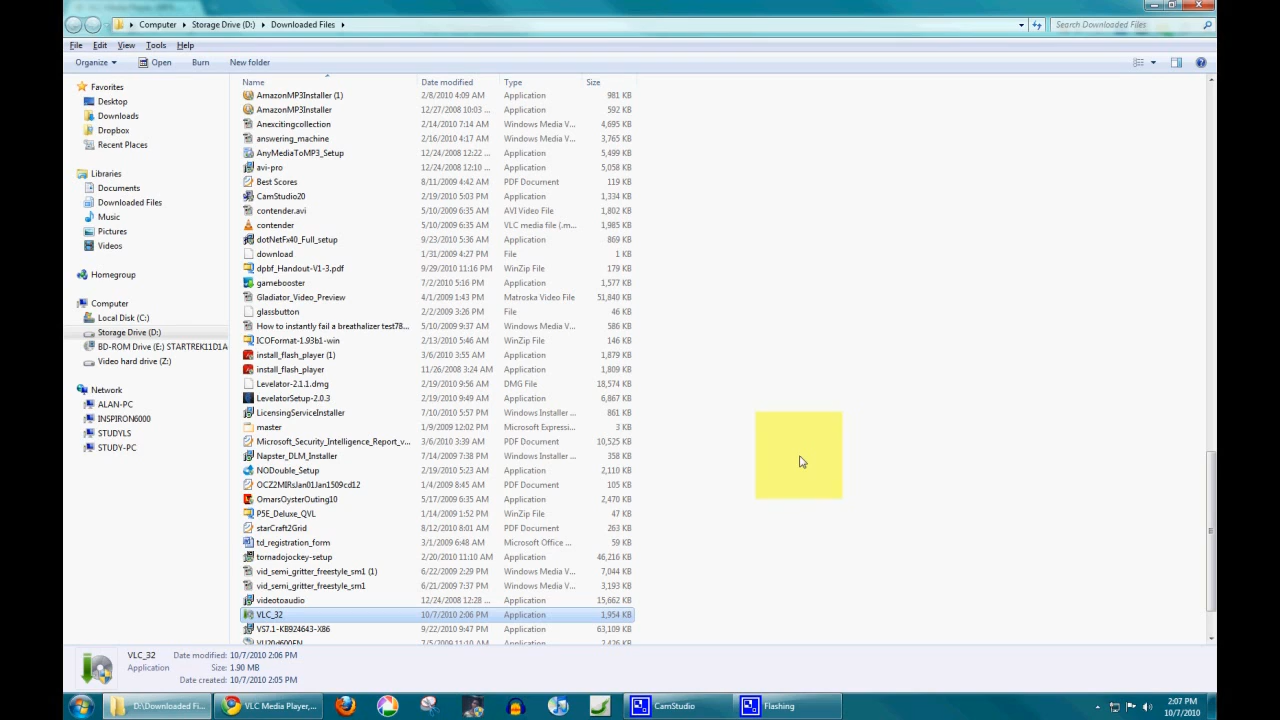 Computer ▸ Storage Drive (D:) ▸ Downloaded Files ▸ Search Downloaded Files
File Edit View Tools Help
Organize Open Burn New folder
Favorites
Desktop
Downloads
Dropbox
Recent Places
Libraries
Documents
Downloaded Files
Music
Pictures
Videos
Homegroup
Computer
Local Disk (C:)
Storage Drive (D:)
BD-ROM Drive (E:) STARTREK11D1A
Video hard drive (Z:)
Network
ALAN-PC
INSPIRON6000
STUDYLS
STUDY-PC
Name Date modified Type Size
AmazonMP3Installer (1) 2/8/2010 4:09 AM Application 981 KB
AmazonMP3Installer 12/27/2008 10:03 ... Application 592 KB
Anexcitingcollection 2/14/2010 7:14 AM Windows Media V... 4,695 KB
answering_machine 2/16/2010 4:17 AM Windows Media V... 3,765 KB
AnyMediaToMP3_Setup 12/24/2008 12:22 ... Application 5,499 KB
avi-pro 12/24/2008 12:10 ... Application 5,058 KB
Best Scores 8/11/2009 4:42 AM PDF Document 119 KB
CamStudio20 2/19/2010 5:03 PM Application 1,334 KB
contender.avi 5/10/2009 6:35 AM AVI Video File 1,802 KB
contender 5/10/2009 6:35 AM VLC media file (.m... 1,985 KB
dotNetFx40_Full_setup 9/23/2010 5:36 AM Application 869 KB
download 1/31/2009 4:27 PM File 1 KB
dpbf_Handout-V1-3.pdf 9/29/2010 11:16 PM WinZip File 179 KB
gamebooster 7/2/2010 5:16 PM Application 1,577 KB
Gladiator_Video_Preview 4/1/2009 1:43 PM Matroska Video File 51,840 KB
glassbutton 2/2/2009 3:26 PM File 46 KB
How to instantly fail a breathalizer test78... 5/10/2009 9:37 AM Windows Media V... 586 KB
ICOFormat-1.93b1-win 2/13/2010 5:46 AM WinZip File 146 KB
install_flash_player (1) 3/6/2010 3:55 AM Application 1,879 KB
install_flash_player 11/26/2008 3:24 AM Application 1,809 KB
Levelator-2.1.1.dmg 2/19/2010 9:56 AM DMG File 18,574 KB
LevelatorSetup-2.0.3 2/19/2010 9:49 AM Application 6,867 KB
LicensingServiceInstaller 7/10/2010 5:57 PM Windows Installer ... 861 KB
master 1/9/2009 12:02 PM Microsoft Expressi... 3 KB
Microsoft_Security_Intelligence_Report_v... 3/6/2010 3:39 AM PDF Document 10,525 KB
Napster_DLM_Installer 7/14/2009 7:38 PM Windows Installer ... 358 KB
NODouble_Setup 2/19/2010 5:23 AM Application 2,110 KB
OCZ2MIRsJan01Jan1509cd12 1/4/2009 8:45 AM PDF Document 105 KB
OmarsOysterOuting10 5/17/2009 6:35 AM Application 2,470 KB
P5E_Deluxe_QVL 1/14/2009 1:52 PM WinZip File 47 KB
starCraft2Grid 8/12/2010 8:01 AM PDF Document 263 KB
td_registration_form 3/1/2009 6:48 AM Microsoft Office ... 59 KB
tornadojockey-setup 2/20/2010 11:10 AM Application 46,216 KB
vid_semi_gritter_freestyle_sm1 (1) 6/22/2009 2:29 PM Windows Media V... 7,044 KB
vid_semi_gritter_freestyle_sm1 6/21/2009 7:37 PM Windows Media V... 3,193 KB
videotoaudio 12/24/2008 12:28 ... Application 15,662 KB
VLC_32 10/7/2010 2:06 PM Application 1,954 KB
VS7.1-KB924643-X86 9/22/2010 9:47 PM Application 63,109 KB
VLC_32 Date modified: 10/7/2010 2:06 PM
Application Size: 1.90 MB
Date created: 10/7/2010 2:05 PM
D:\Downloaded Fi... VLC Media Player,... CamStudio Flashing 2:07 PM
10/7/2010